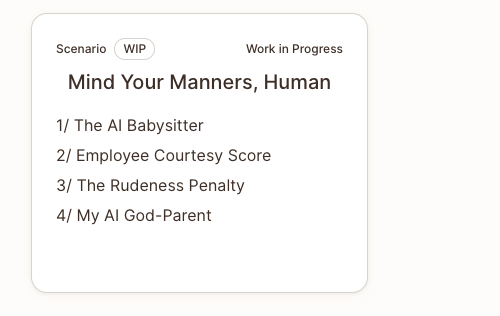 Scenario WIP Work in Progress
Mind Your Manners, Human
1/ The AI Babysitter
2/ Employee Courtesy Score
3/ The Rudeness Penalty
4/ My AI God-Parent